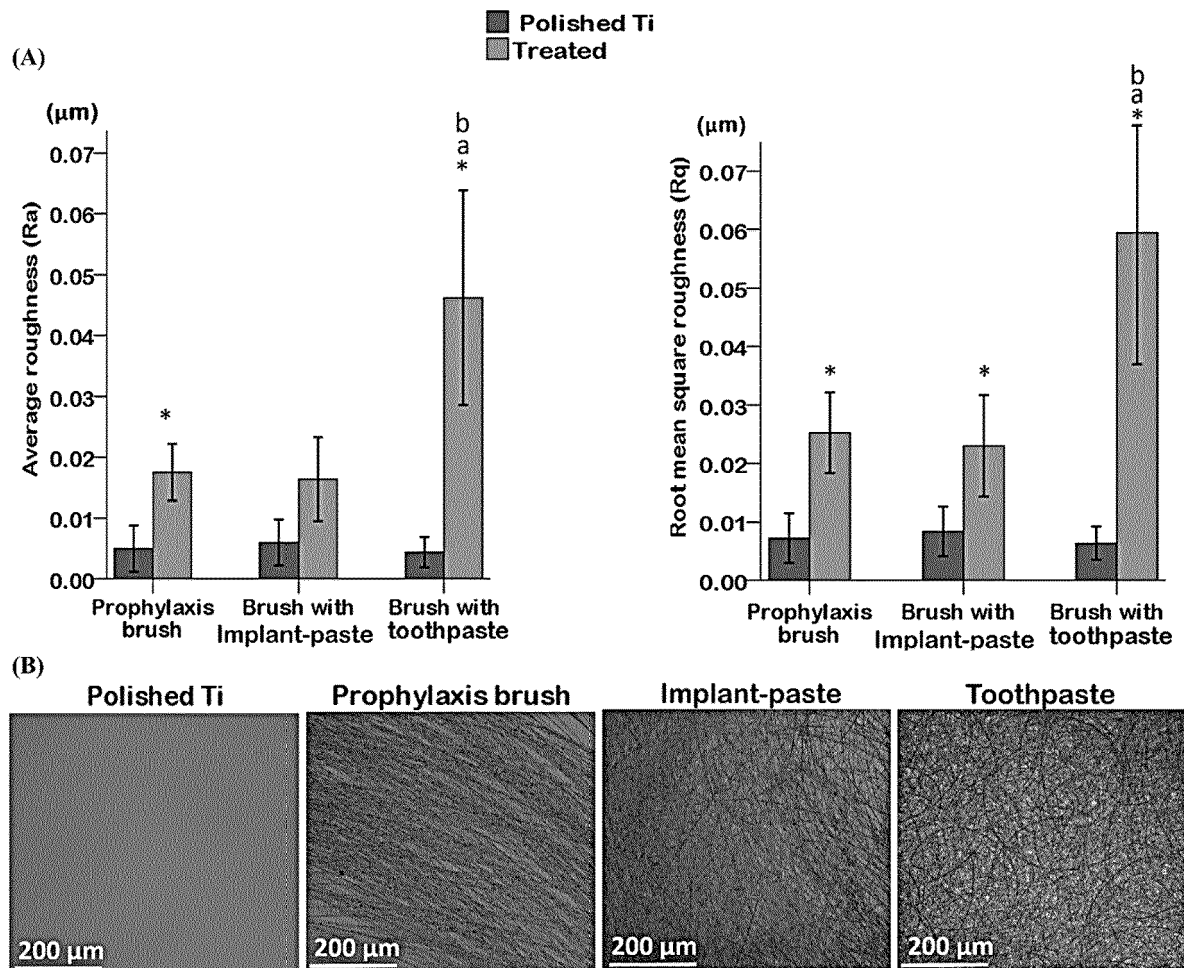 Polished Ti
Treated
(A)
(μm)
b
a
*
0.07
0.06
0.05
0.04
0.03
0.02
0.01
0.00
Average roughness (Ra)
*
Prophylaxis
brush
Brush with
Implant-paste
Brush with
toothpaste
(μm)
b
a
*
0.07
0.06
0.05
0.04
0.03
0.02
0.01
0.00
Root mean square roughness (Rq)
*
*
Prophylaxis
brush
Brush with
Implant-paste
Brush with
toothpaste
(B)
Polished Ti
Prophylaxis brush
Implant-paste
Toothpaste
200 μm
200 μm
200 μm
200 μm